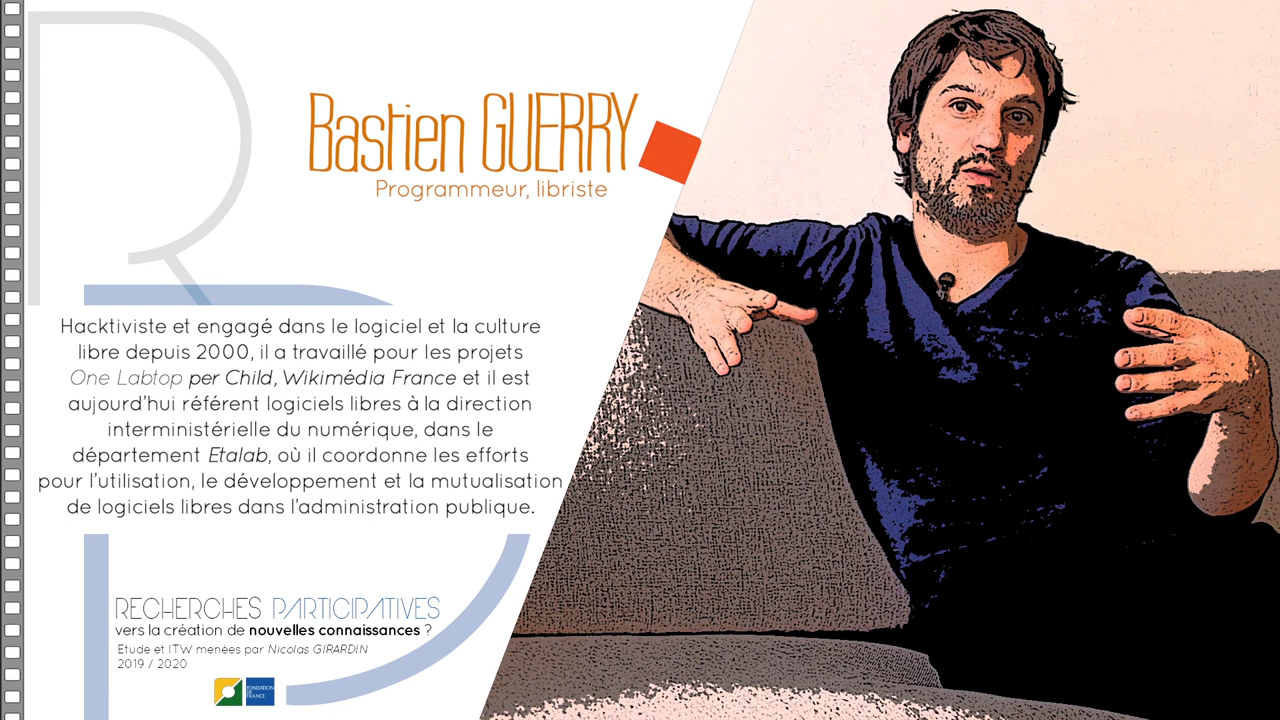 Bastien GUERRY
Programmeur, libriste
Hacktiviste et engagé dans le logiciel et la culture
libre depuis 2000, il a travaillé pour les projets
One Labtop per Child, Wikimédia France et il est
aujourd'hui référent logiciels libres à la direction
interministérielle du numérique, dans le
département Etalab, où il coordonne les efforts
pour l'utilisation, le développement et la mutualisation
de logiciels libres dans l'administration publique.
RECHERCHES PARTICIPATIVES
vers la création de nouvelles connaissances ?
Etude et ITW menées par Nicolas GIRARDIN
2019 / 2020
FONDATION
DE
FRANCE